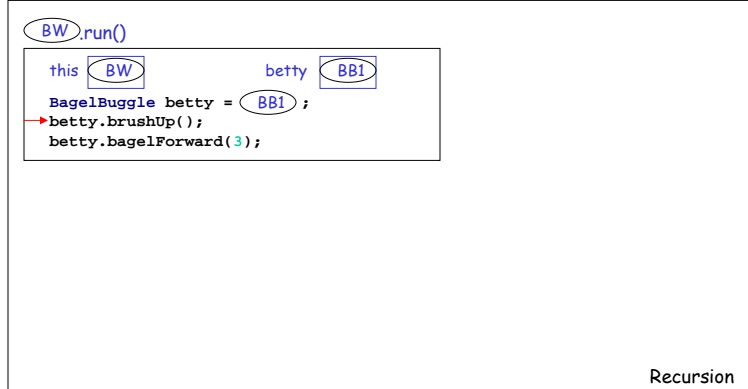 BW.run()
this BW betty BB1
BagelBuggle betty = BB1 ;
betty.brushUp();
betty.bagelForward(3);
Recursion